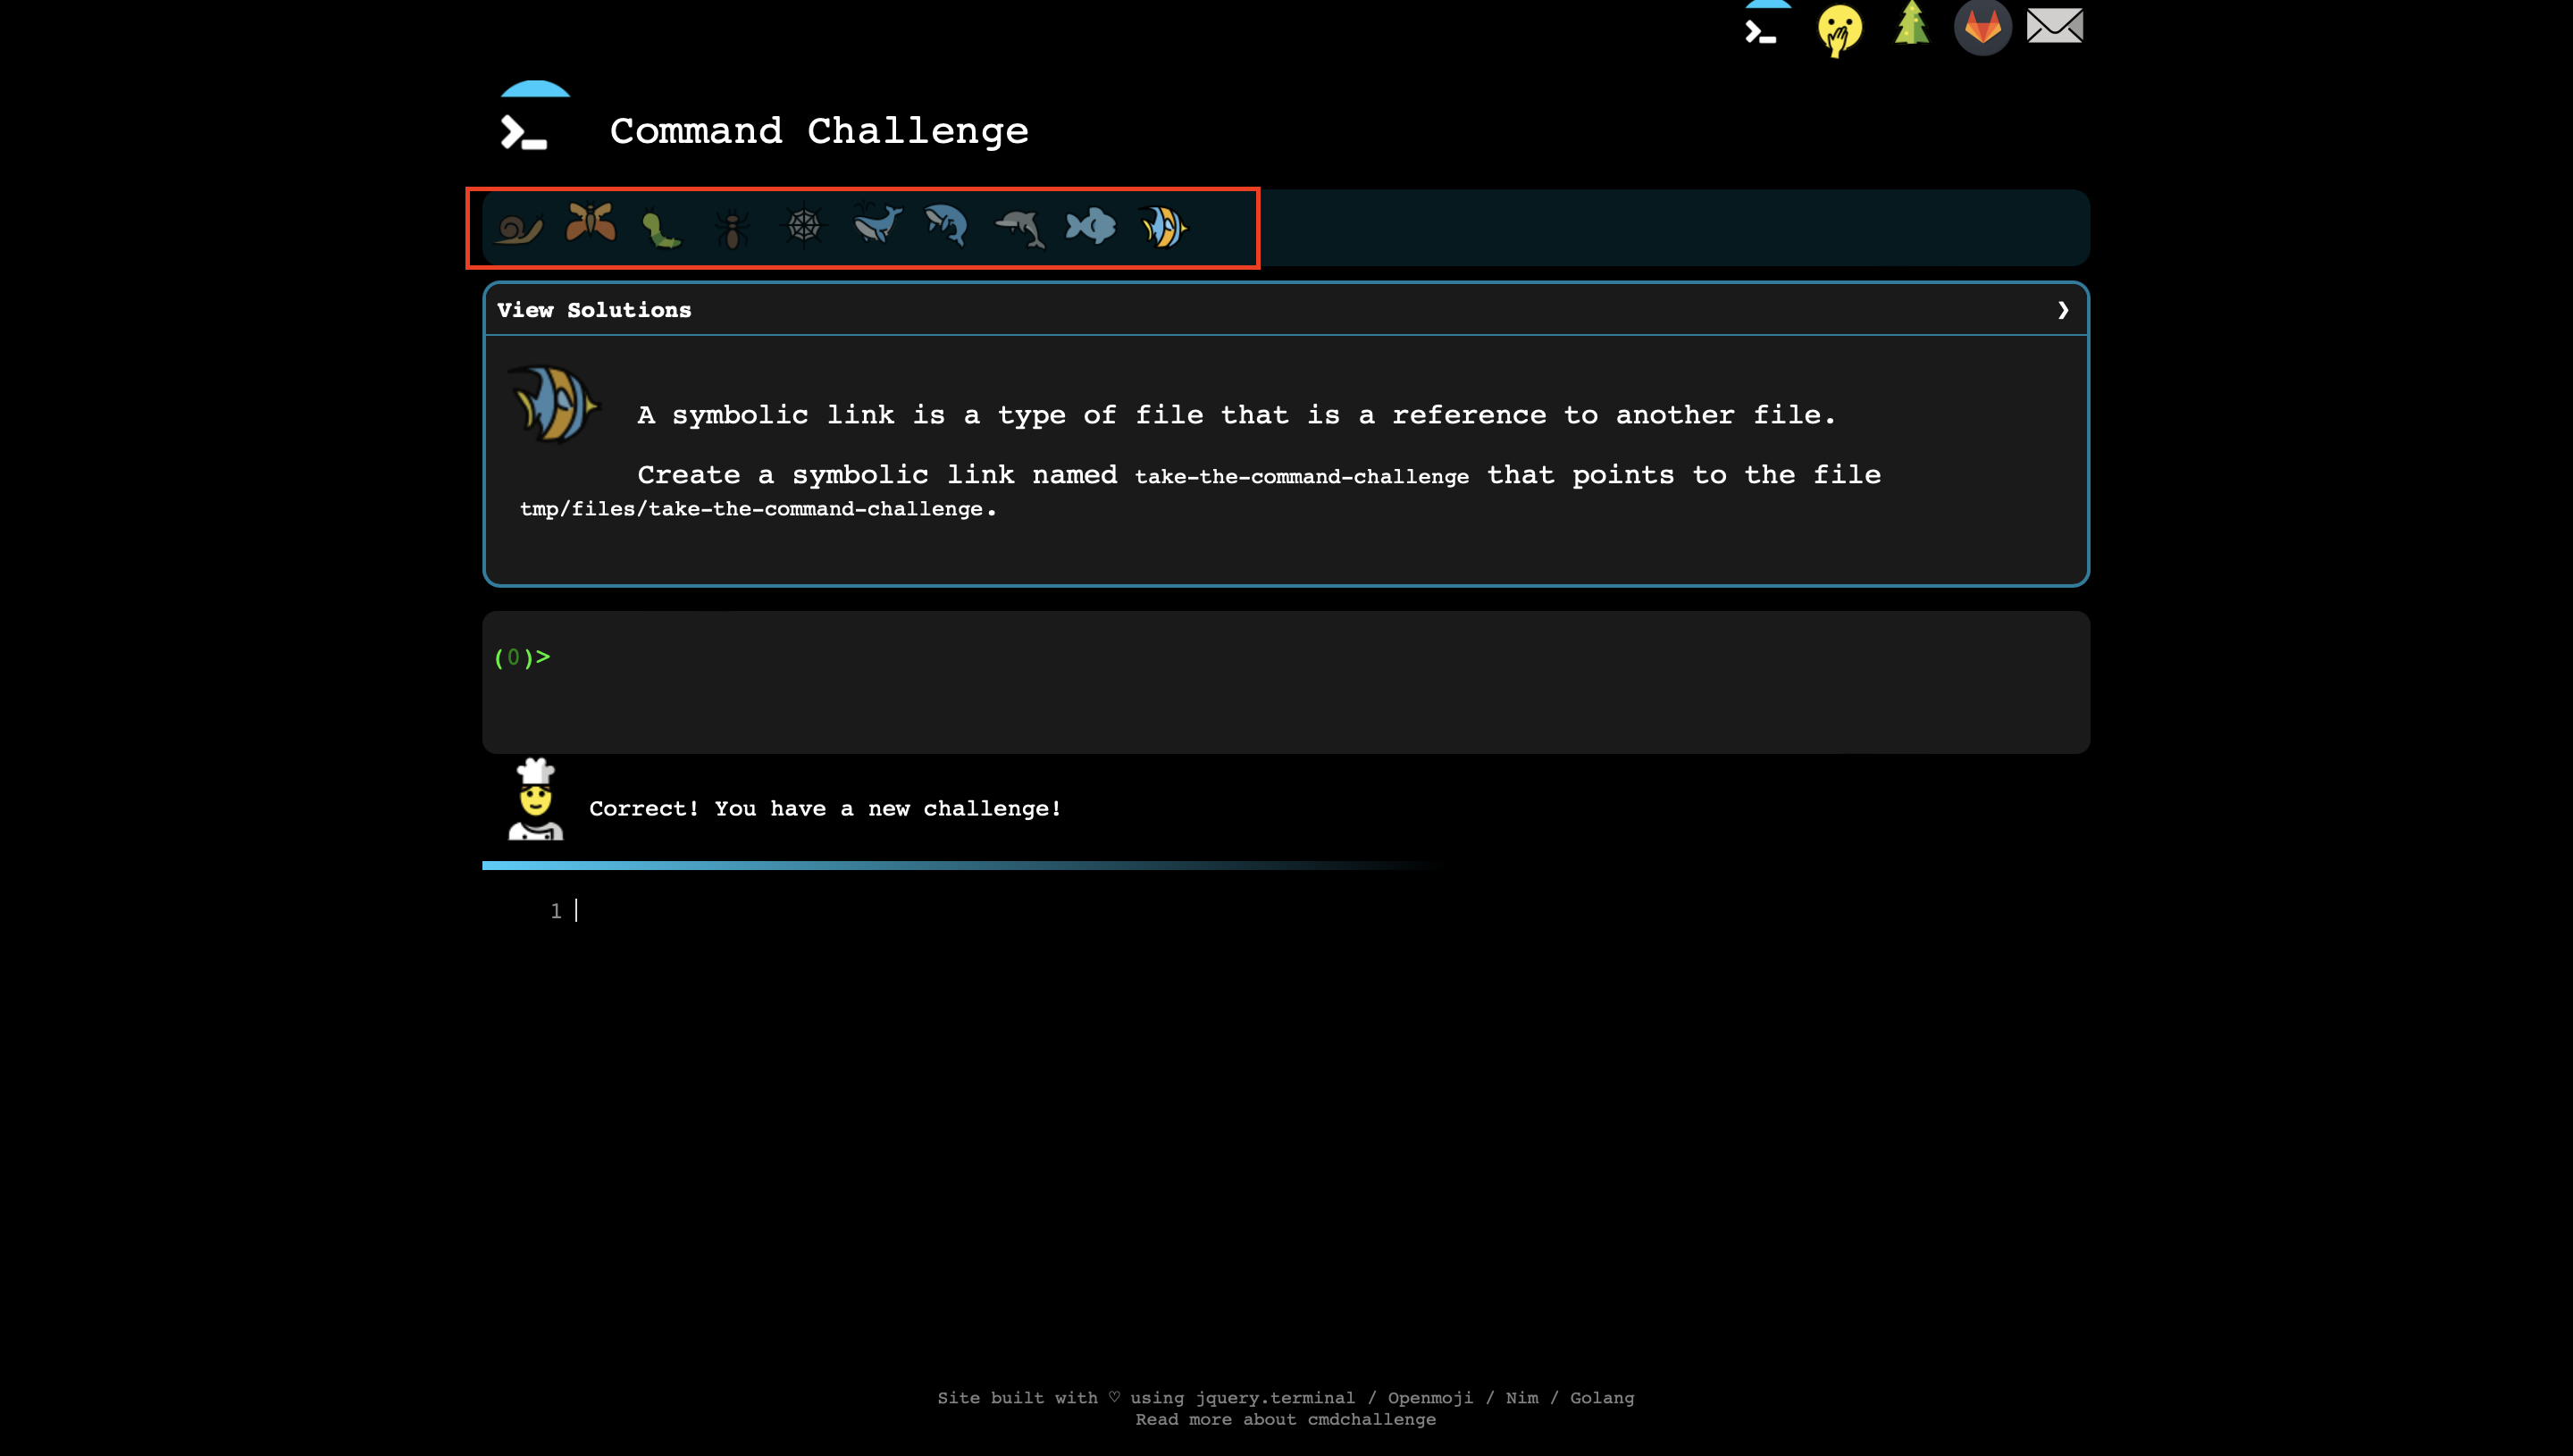 Command Challenge
View Solutions
A symbolic link is a type of file that is a reference to another file.
Create a symbolic link named take-the-command-challenge that points to the file
tmp/files/take-the-command-challenge.
(0)>
Correct! You have a new challenge!
1
Site built with ♡ using jquery.terminal / Openmoji / Nim / Golang
Read more about cmdchallenge